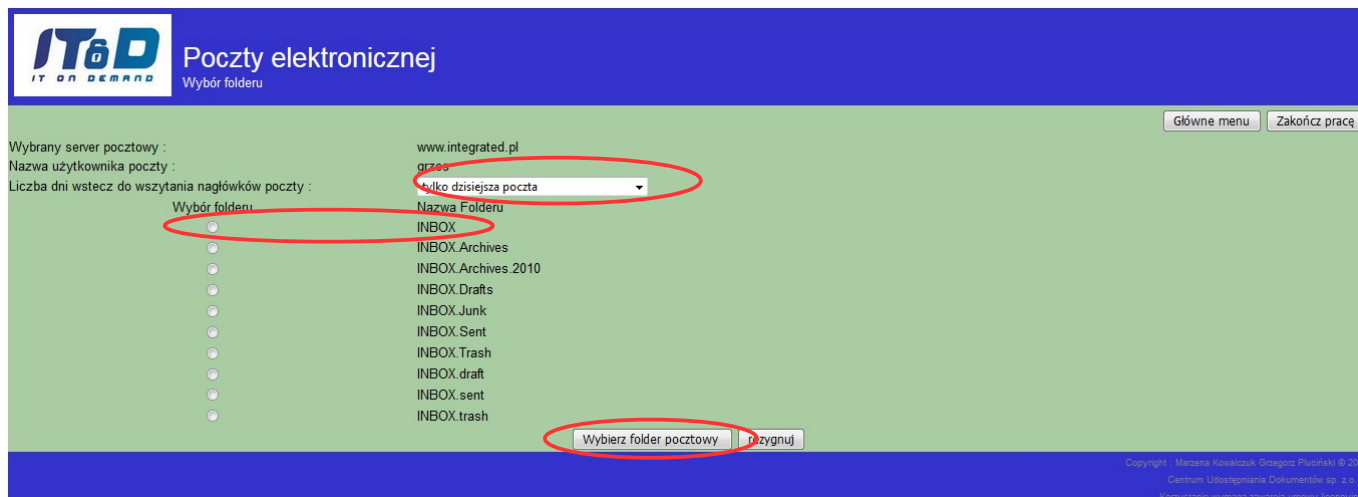 IT&D
IT ON DEMAND
Poczty elektronicznej
Wybór folderu
Główne menu Zakończ pracę
Wybrany server pocztowy : www.integrated.pl
Nazwa użytkownika poczty : grzes
Liczba dni wstecz do wszytania nagłówków poczty : tylko dzisiejsza poczta
Wybór folderu Nazwa Folderu
INBOX
INBOX.Archives
INBOX.Archives.2010
INBOX.Drafts
INBOX.Junk
INBOX.Sent
INBOX.Trash
INBOX.draft
INBOX.sent
INBOX.trash
Wybierz folder pocztowy rezygnuj
Copyright : Marzena Kowalczuk Grzegorz Pluciński © 20
Centrum Udostępniania Dokumentów sp. z o.